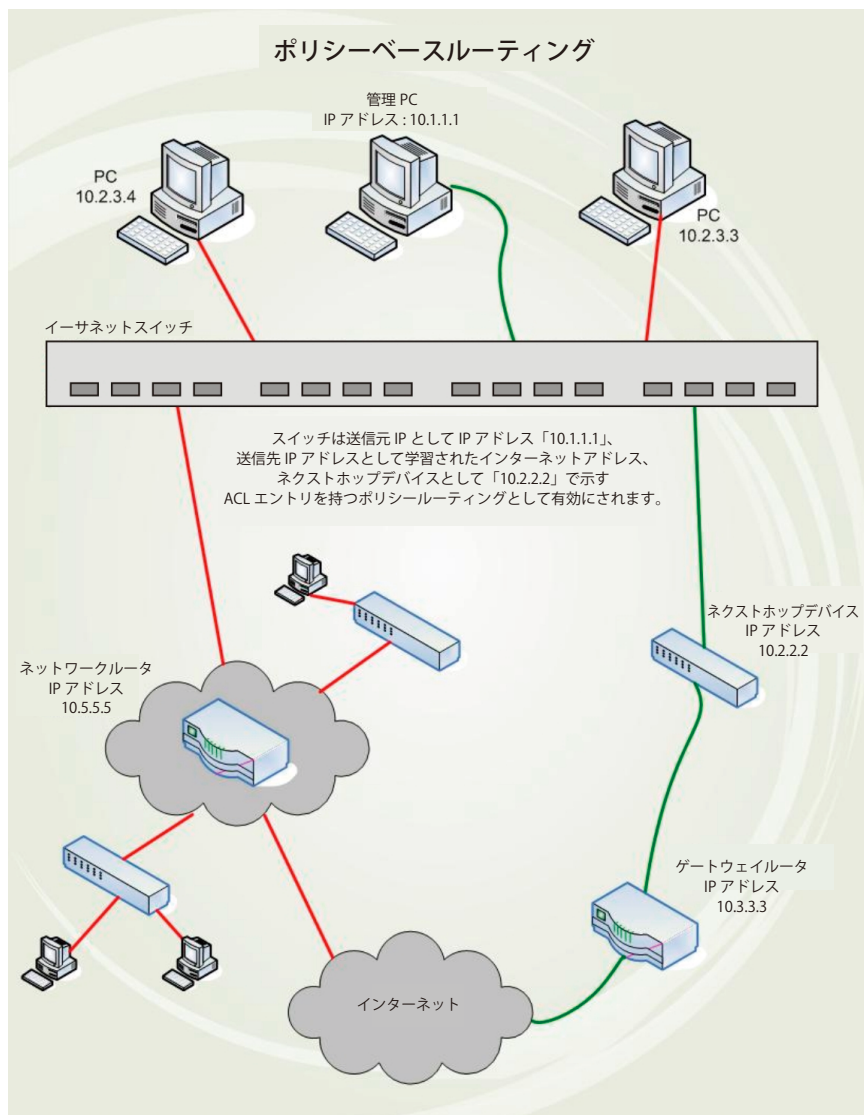 ポリシーベースルーティング
管理 PC
IP アドレス : 10.1.1.1
PC
10.2.3.4
PC
10.2.3.3
イーサネットスイッチ
スイッチは送信元 IP として IP アドレス「10.1.1.1」、
送信先 IP アドレスとして学習されたインターネットアドレス、
ネクストホップデバイスとして「10.2.2.2」で示す
ACL エントリを持つポリシールーティングとして有効にされます。
ネクストホップデバイス
IP アドレス
10.2.2.2
ネットワークルータ
IP アドレス
10.5.5.5
ゲートウェイルータ
IP アドレス
10.3.3.3
インターネット